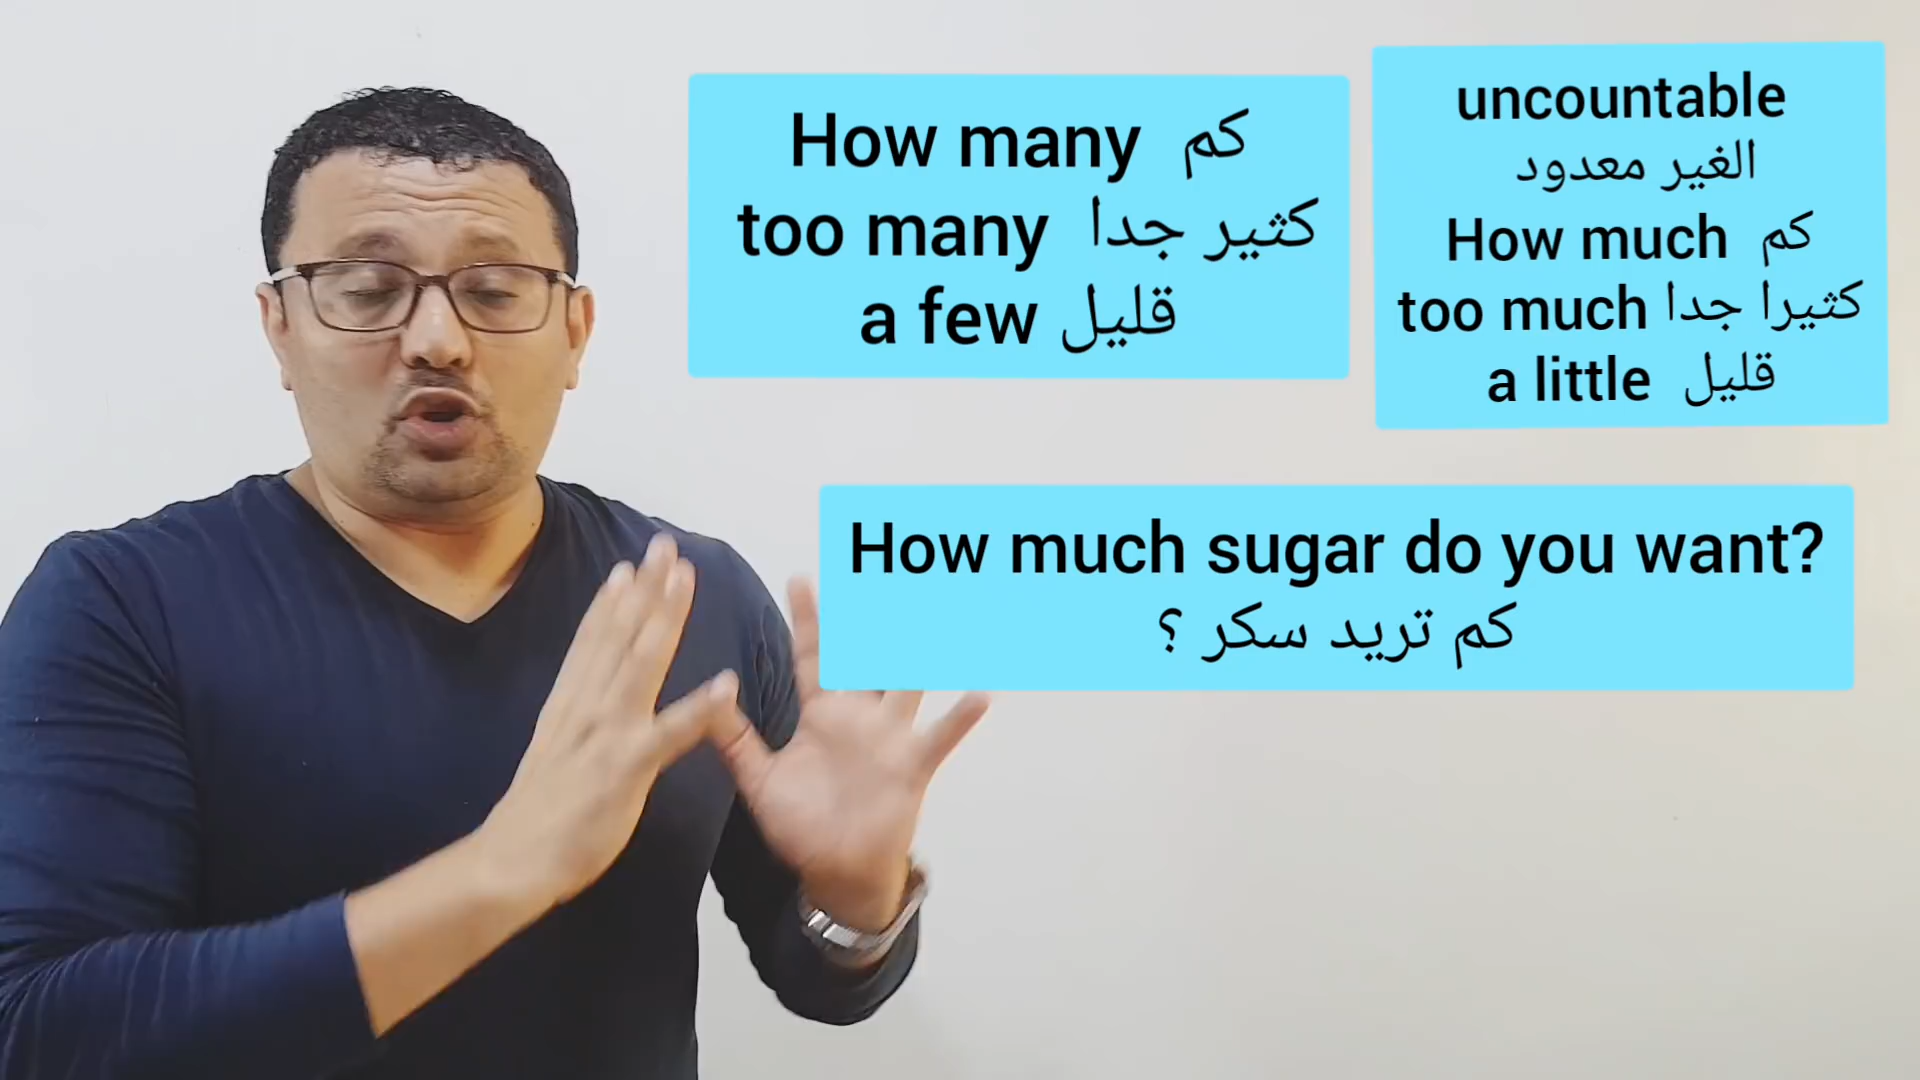 How many كم
too many كثير جدا
a few قليل
uncountable
الغير معدود
How much كم
too much كثيرا جدا
a little قليل
How much sugar do you want?
كم تريد سكر ؟